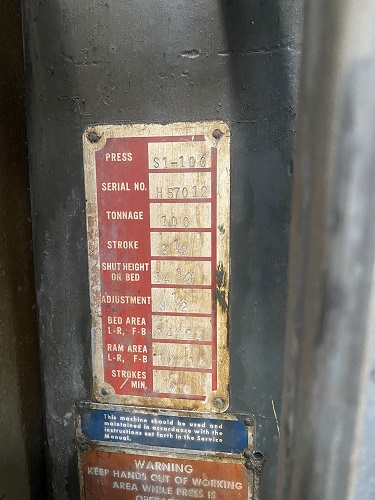 PRESS S1-100
SERIAL NO. H57012
TONNAGE 100
STROKE
SHUT HEIGHT
ON BED
ADJUSTMENT
BED AREA
L-R, F-B
RAM AREA
L-R, F-B
STROKES
/ MIN.
This machine should be used and
maintained in accordance with the
instructions set forth in the Service
Manual.
WARNING
KEEP HANDS OUT OF WORKING
AREA WHILE PRESS IS